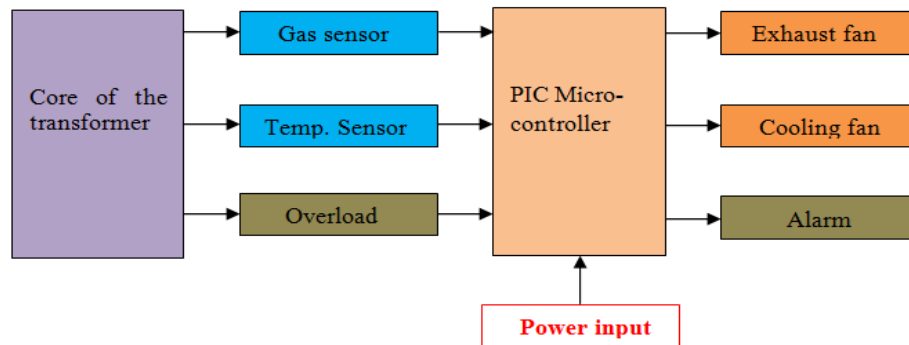 Gas sensor
Exhaust fan
Core of the
transformer
PIC Micro-
controller
Temp. Sensor
Cooling fan
Overload
Alarm
Power input